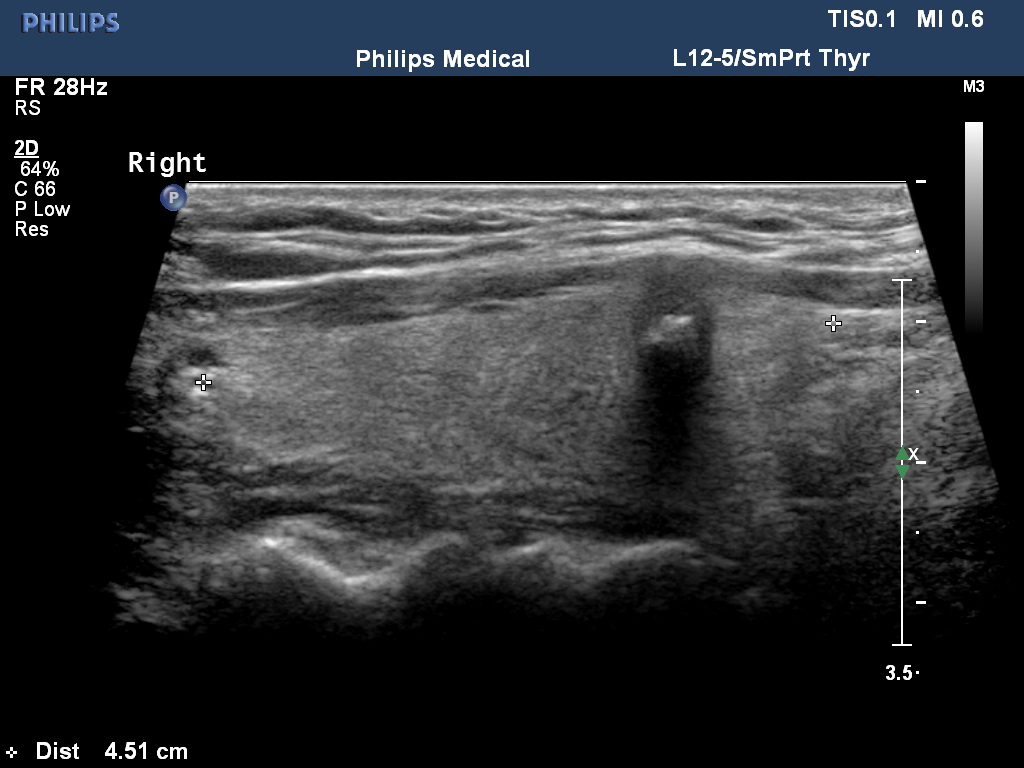 PHILIPS
TIS0.1 MI 0.6
Philips Medical
L12-5/SmPrt Thyr
FR 28Hz
RS
M3
2D
64%
C 66
P Low
Res
Right
P
X
3.5
Dist 4.51 cm